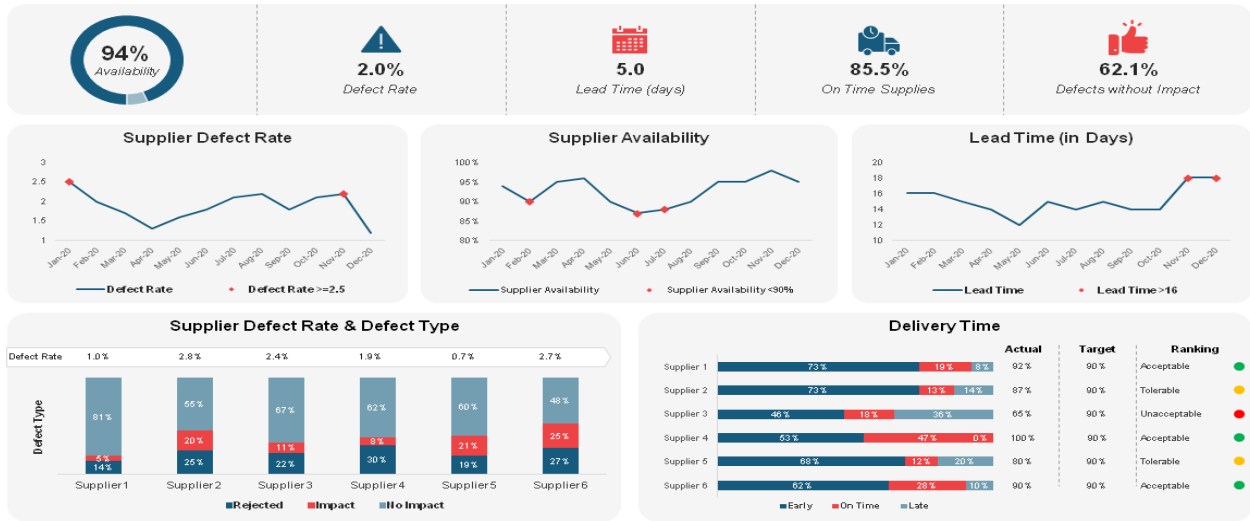 94%
Availability
2.0%
Defect Rate
5.0
Lead Time (days)
85.5%
On Time Supplies
62.1%
Defects without Impact
Supplier Defect Rate
3
2.5
2
1.5
1
Jan-20 Feb-20 Mar-20 Apr-20 May-20 Jun-20 Jul-20 Aug-20 Sep-20 Oct-20 Nov-20 Dec-20
Defect Rate Defect Rate >=2.5
Supplier Availability
100%
95%
90%
85%
80%
Jan-20 Feb-20 Mar-20 Apr-20 May-20 Jun-20 Jul-20 Aug-20 Sep-20 Oct-20 Nov-20 Dec-20
Supplier Availability Supplier Availability <90%
Lead Time (in Days)
20
18
16
14
12
10
Jan-20 Feb-20 Mar-20 Apr-20 May-20 Jun-20 Jul-20 Aug-20 Sep-20 Oct-20 Nov-20 Dec-20
Lead Time Lead Time >16
Supplier Defect Rate & Defect Type
Defect Rate 1.0% 2.8% 2.4% 1.9% 0.7% 2.7%
Defect Type
81% 55% 67% 62% 60% 48%
5% 20% 11% 8% 21% 25%
14% 25% 22% 30% 19% 27%
Supplier1 Supplier2 Supplier3 Supplier4 Supplier5 Supplier6
Rejected Impact No Impact
Delivery Time
Actual Target Ranking
Supplier 1 73% 19% 8% 92% 90% Acceptable
Supplier 2 73% 13% 14% 87% 90% Tolerable
Supplier 3 46% 18% 36% 65% 90% Unacceptable
Supplier 4 53% 47% 0% 100% 90% Acceptable
Supplier 5 68% 12% 20% 80% 90% Tolerable
Supplier 6 62% 28% 10% 90% 90% Acceptable
Early On Time Late